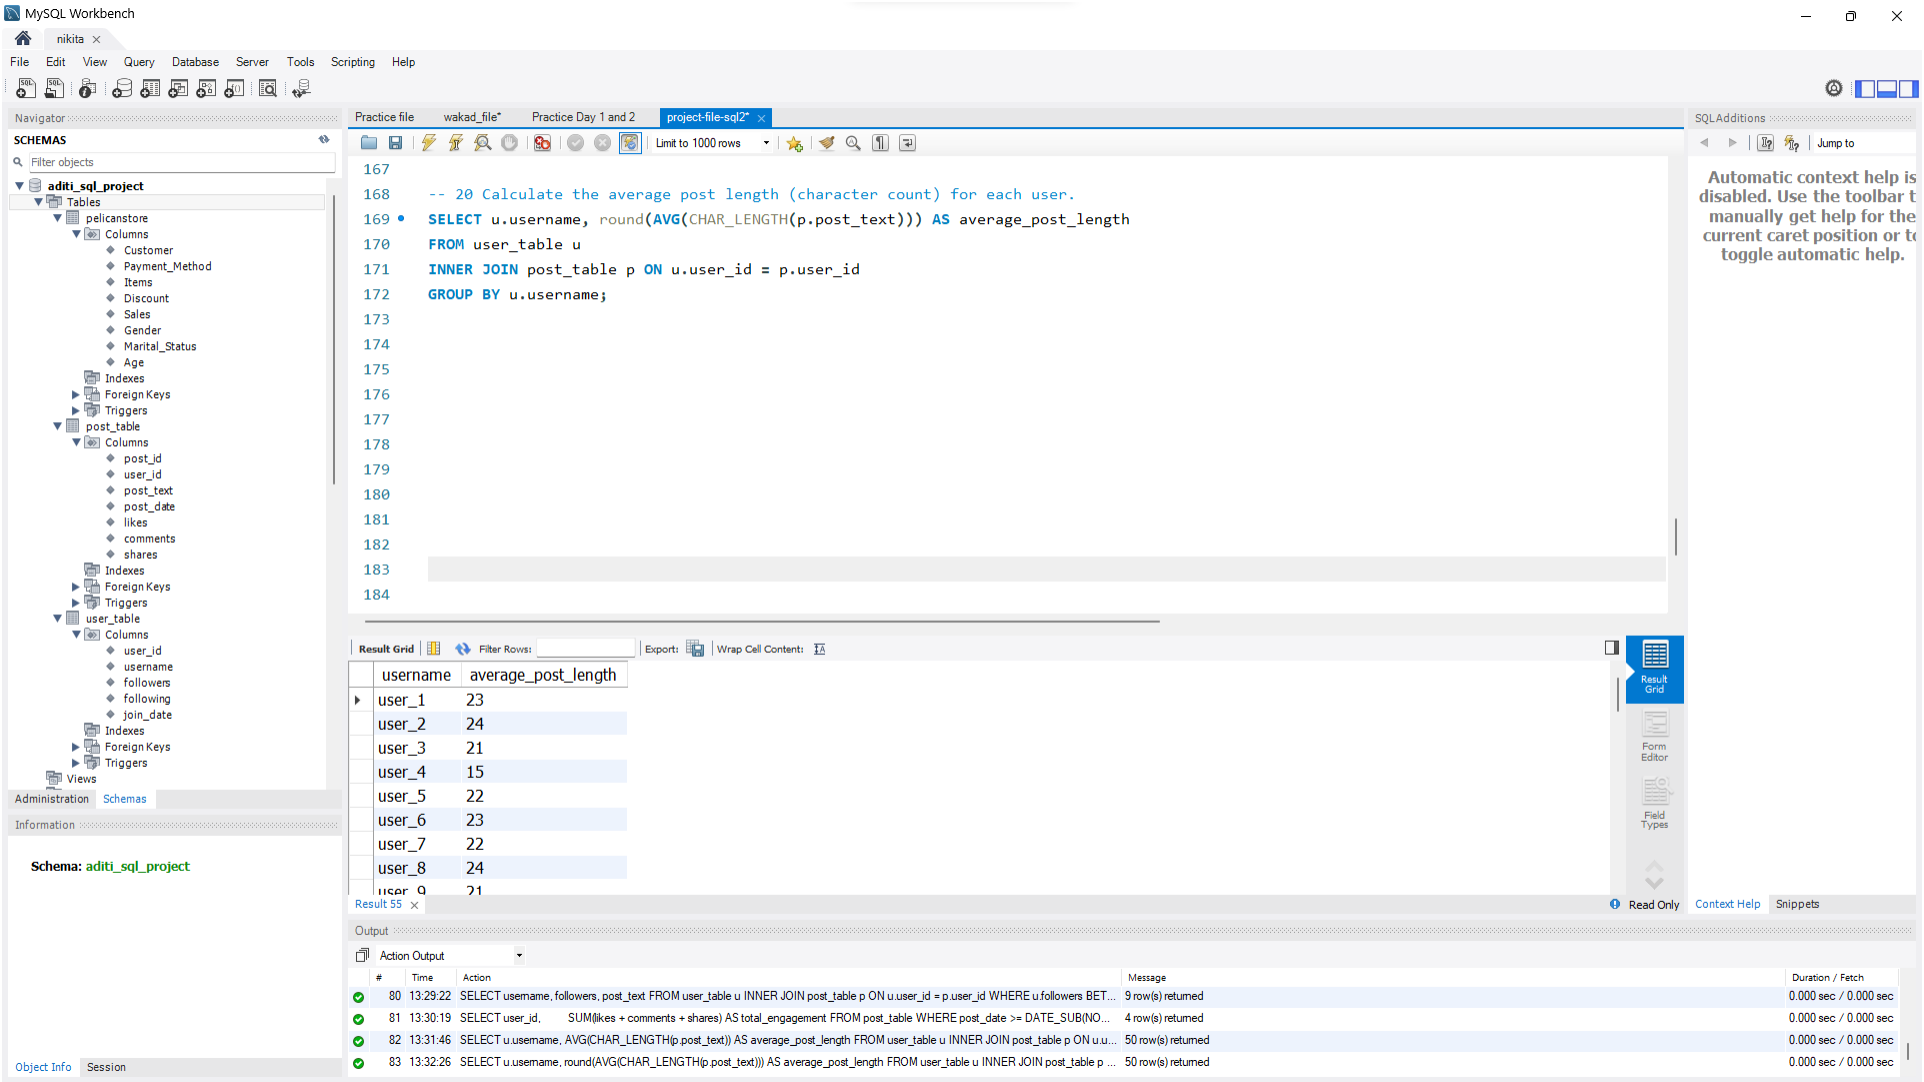 MySQL Workbench
nikita
File Edit View Query Database Server Tools Scripting Help
Navigator
SCHEMAS
Filter objects
aditi_sql_project
Tables
pelicanstore
Columns
Customer
Payment_Method
Items
Discount
Sales
Gender
Marital_Status
Age
Indexes
Foreign Keys
Triggers
post_table
Columns
post_id
user_id
post_text
post_date
likes
comments
shares
Indexes
Foreign Keys
Triggers
user_table
Columns
user_id
username
followers
following
join_date
Indexes
Foreign Keys
Triggers
Views
Administration Schemas
Information
Schema: aditi_sql_project
Object Info Session
Practice file wakad_file* Practice Day 1 and 2 project-file-sql2*
Limit to 1000 rows
167
168 -- 20 Calculate the average post length (character count) for each user.
169 SELECT u.username, round(AVG(CHAR_LENGTH(p.post_text))) AS average_post_length
170 FROM user_table u
171 INNER JOIN post_table p ON u.user_id = p.user_id
172 GROUP BY u.username;
173
174
175
176
177
178
179
180
181
182
183
184
Result Grid Filter Rows: Export: Wrap Cell Content:
username average_post_length
user_1 23
user_2 24
user_3 21
user_4 15
user_5 22
user_6 23
user_7 22
user_8 24
user_9 21
Result Grid
Form Editor
Field Types
Result 55
Read Only
SQLAdditions
Jump to
Automatic context help is
disabled. Use the toolbar t
manually get help for the
current caret position or to
toggle automatic help.
Context Help Snippets
Output
Action Output
# Time Action Message Duration / Fetch
80 13:29:22 SELECT username, followers, post_text FROM user_table u INNER JOIN post_table p ON u.user_id = p.user_id WHERE u.followers BET... 9 row(s) returned 0.000 sec / 0.000 sec
81 13:30:19 SELECT user_id, SUM(likes + comments + shares) AS total_engagement FROM post_table WHERE post_date >= DATE_SUB(NO... 4 row(s) returned 0.000 sec / 0.000 sec
82 13:31:46 SELECT u.username, AVG(CHAR_LENGTH(p.post_text)) AS average_post_length FROM user_table u INNER JOIN post_table p ON u.u... 50 row(s) returned 0.000 sec / 0.000 sec
83 13:32:26 SELECT u.username, round(AVG(CHAR_LENGTH(p.post_text))) AS average_post_length FROM user_table u INNER JOIN post_table p ... 50 row(s) returned 0.000 sec / 0.000 sec